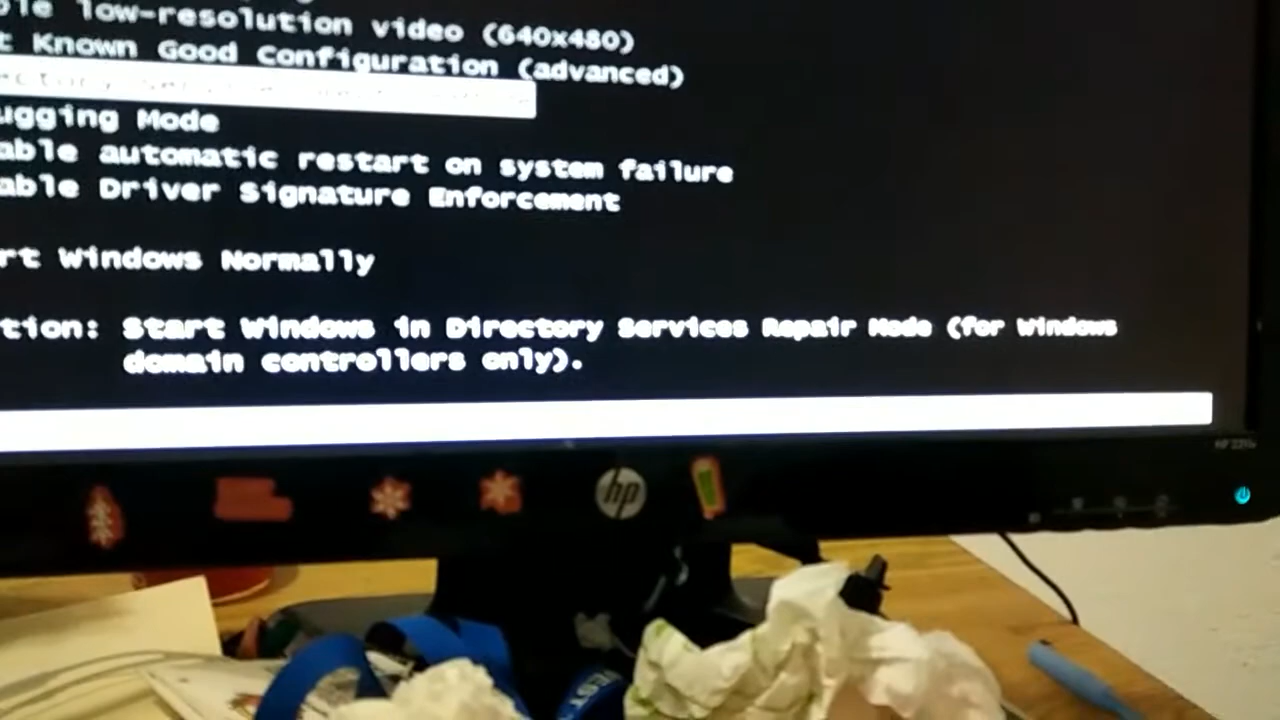 ble low-resolution video (640x480)
t Known Good Configuration (advanced)
ugging Mode
able automatic restart on system failure
able Driver Signature Enforcement
rt Windows Normally
tion: Start Windows in Directory Services Repair Mode (for Windows
domain controllers only).
hp